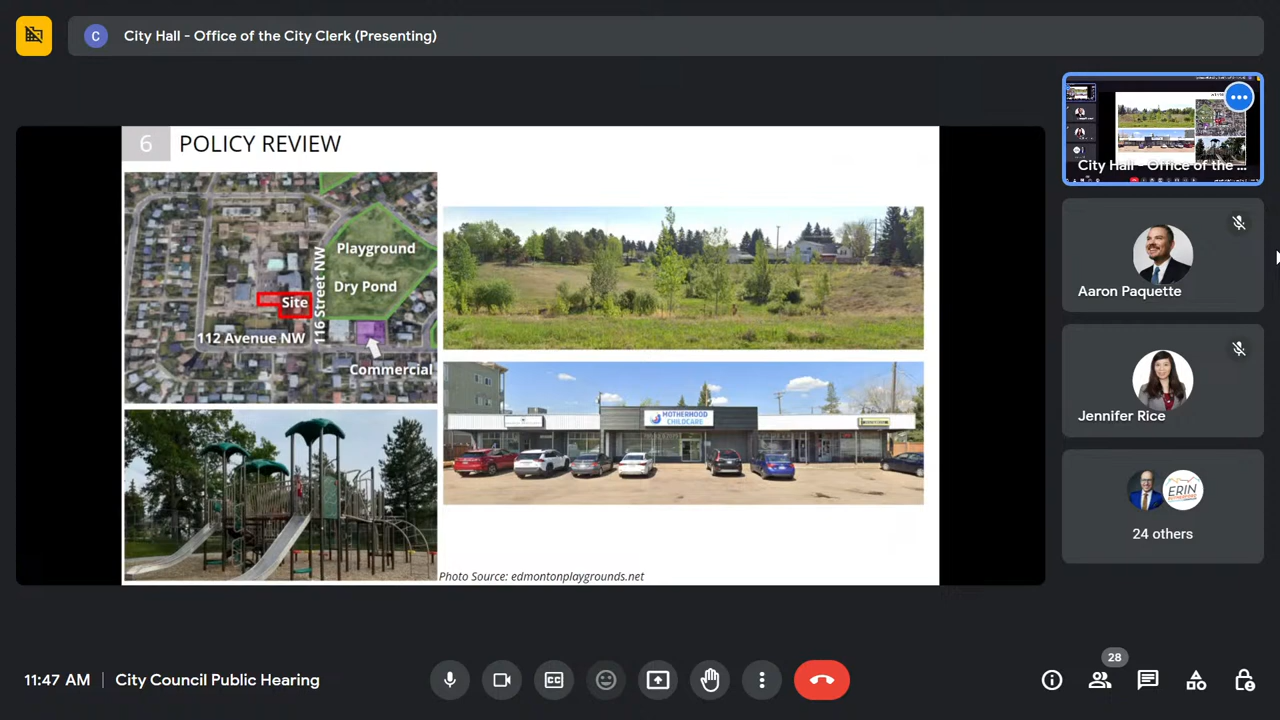 C
City Hall - Office of the City Clerk (Presenting)
6
POLICY REVIEW
Playground
Dry Pond
Site
116 Street NW
112 Avenue NW
Commercial
MOTHERHOOD
CHILDCARE
Photo Source: edmontonplaygrounds.net
City Hall - Office of the ...
Aaron Paquette
Jennifer Rice
ERIN
24 others
11:47 AM
City Council Public Hearing
CC
28